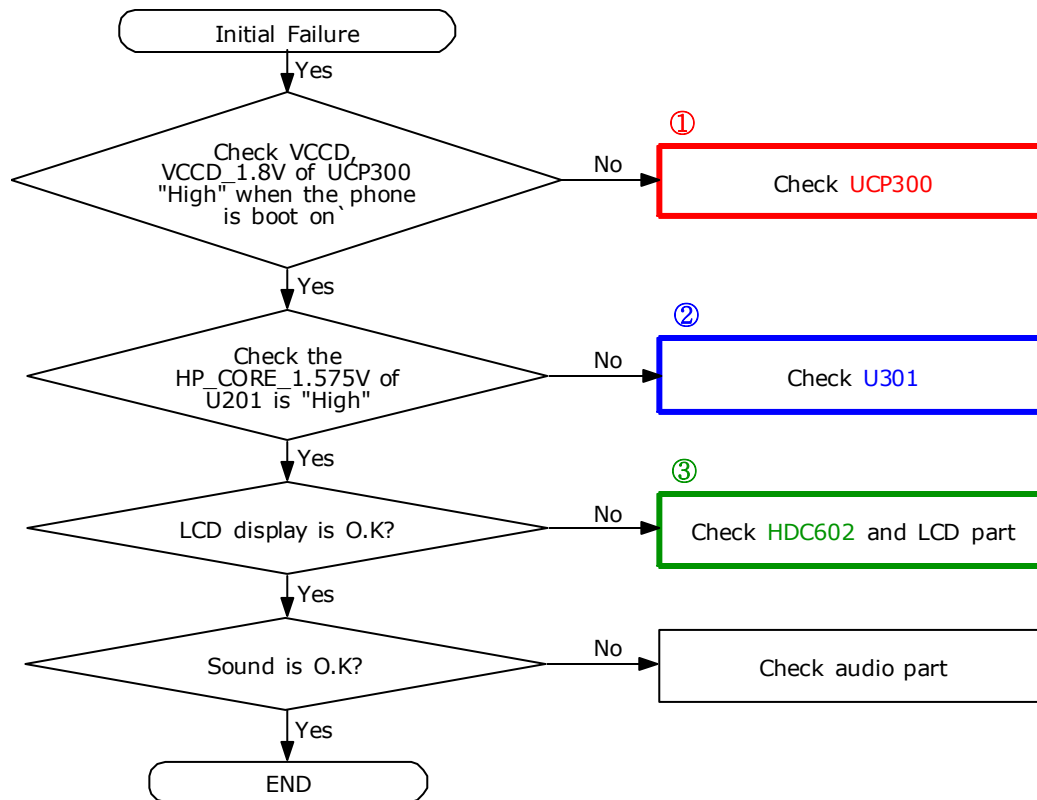 Initial Failure
Yes
①
Check VCCD,
VCCD_1.8V of UCP300
"High" when the phone
is boot on`
No
Check UCP300
Yes
②
Check the
HP_CORE_1.575V of
U201 is "High"
No
Check U301
Yes
③
LCD display is O.K?
No
Check HDC602 and LCD part
Yes
Sound is O.K?
No
Check audio part
Yes
END